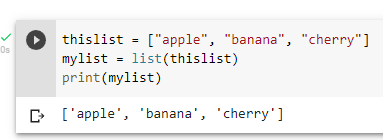 thislist = ["apple", "banana", "cherry"]
mylist = list(thislist)
print(mylist)
0s
['apple', 'banana', 'cherry']